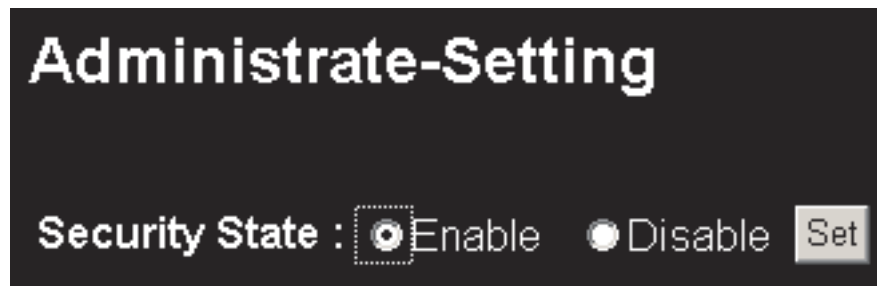 Administrate-Setting
Security State : Enable Disable Set